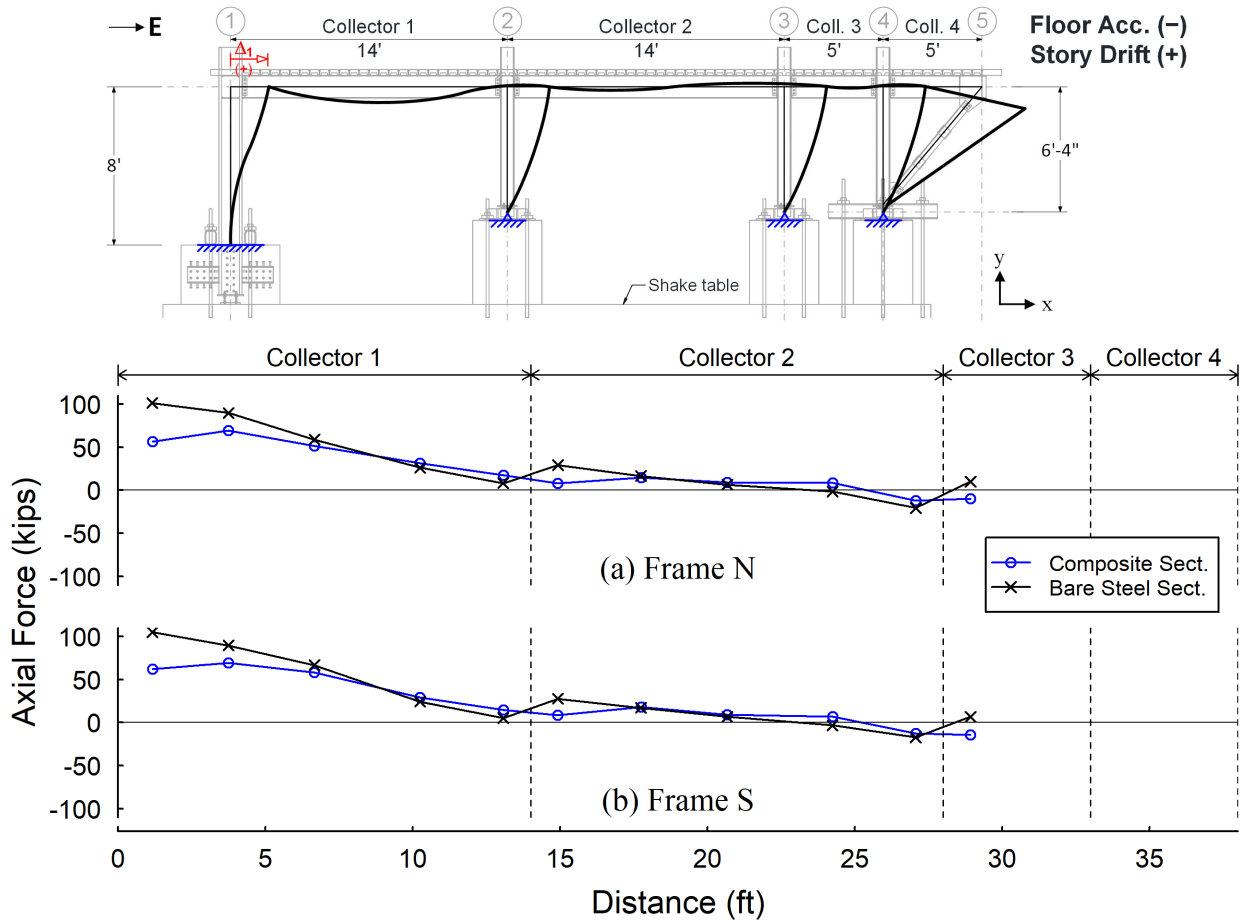 E
1
Collector 1
14'
2
Collector 2
14'
3
Coll. 3
5'
4
Coll. 4
5'
5
Floor Acc. (−)
Story Drift (+)
Δ1
(+)
8'
6'-4"
Shake table
y
x
Collector 1
Collector 2
Collector 3
Collector 4
Axial Force (kips)
100
50
0
-50
-100
(a) Frame N
Composite Sect.
Bare Steel Sect.
100
50
0
-50
-100
(b) Frame S
0
5
10
15
20
25
30
35
Distance (ft)